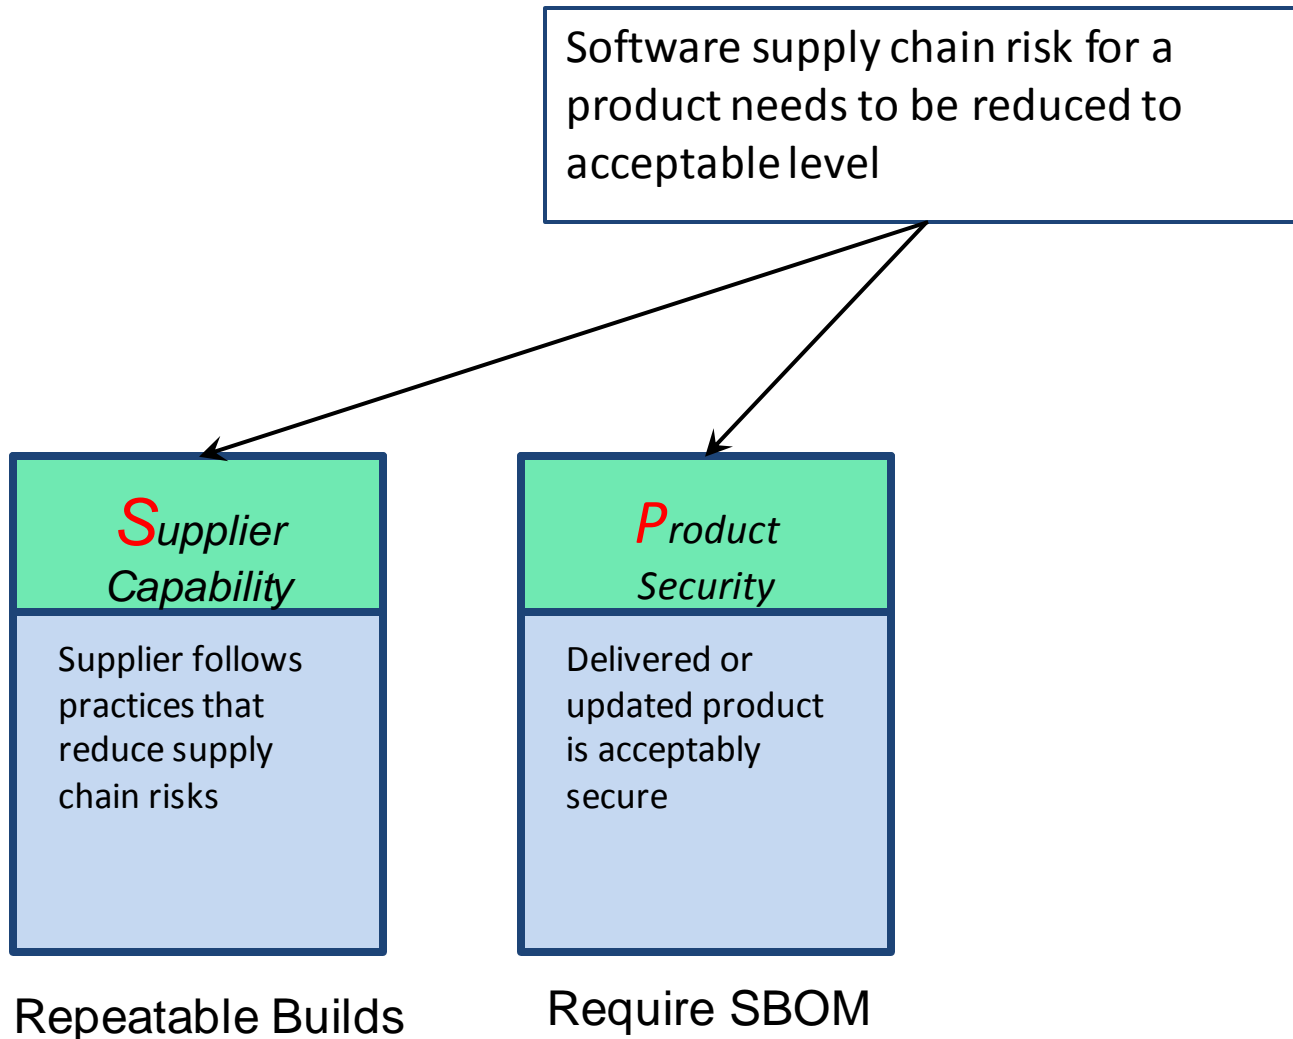 Software supply chain risk for a
product needs to be reduced to
acceptable level
Supplier
Capability
Supplier follows
practices that
reduce supply
chain risks
Product
Security
Delivered or
updated product
is acceptably
secure
Repeatable Builds
Require SBOM